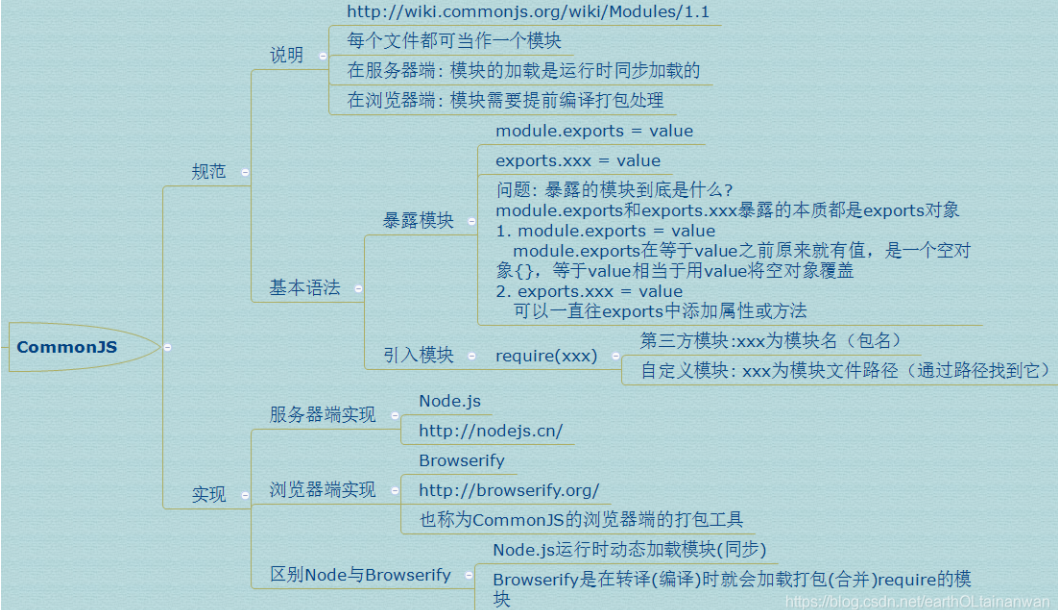 http://wiki.commonjs.org/wiki/Modules/1.1
每个文件都可当作一个模块
说明
在服务器端: 模块的加载是运行时同步加载的
在浏览器端: 模块需要提前编译打包处理
module.exports = value
规范
exports.xxx = value
问题: 暴露的模块到底是什么?
暴露模块
module.exports和exports.xxx暴露的本质都是exports对象
1. module.exports = value
module.exports在等于value之前原来就有值，是一个空对
象{}，等于value相当于用value将空对象覆盖
基本语法
2. exports.xxx = value
可以一直往exports中添加属性或方法
CommonJS
引入模块
require(xxx)
第三方模块:xxx为模块名（包名）
自定义模块: xxx为模块文件路径（通过路径找到它）
服务器端实现
Node.js
http://nodejs.cn/
Browserify
实现
浏览器端实现
http://browserify.org/
也称为CommonJS的浏览器端的打包工具
区别Node与Browserify
Node.js运行时动态加载模块(同步)
Browserify是在转译(编译)时就会加载打包(合并)require的模
块
https://blog.csdn.net/earthOLtainanwan